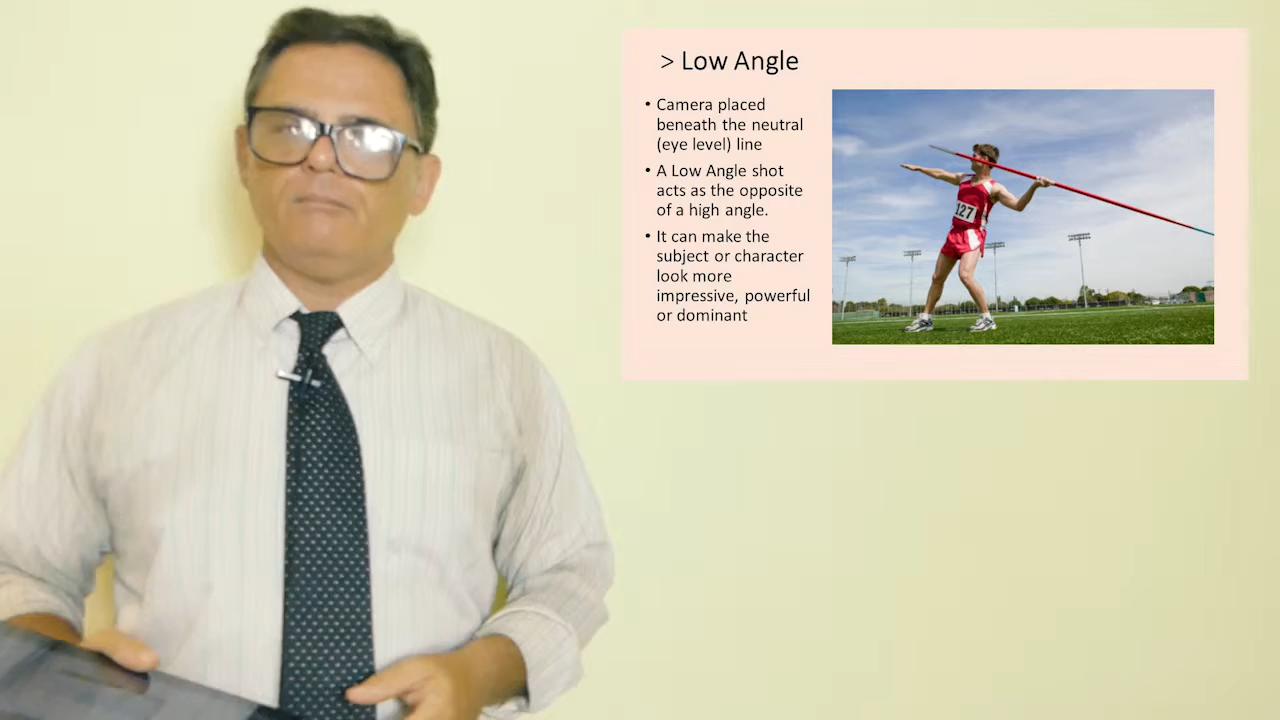 > Low Angle
• Camera placed
beneath the neutral
(eye level) line
• A Low Angle shot
acts as the opposite
of a high angle.
• It can make the
subject or character
look more
impressive, powerful
or dominant
127